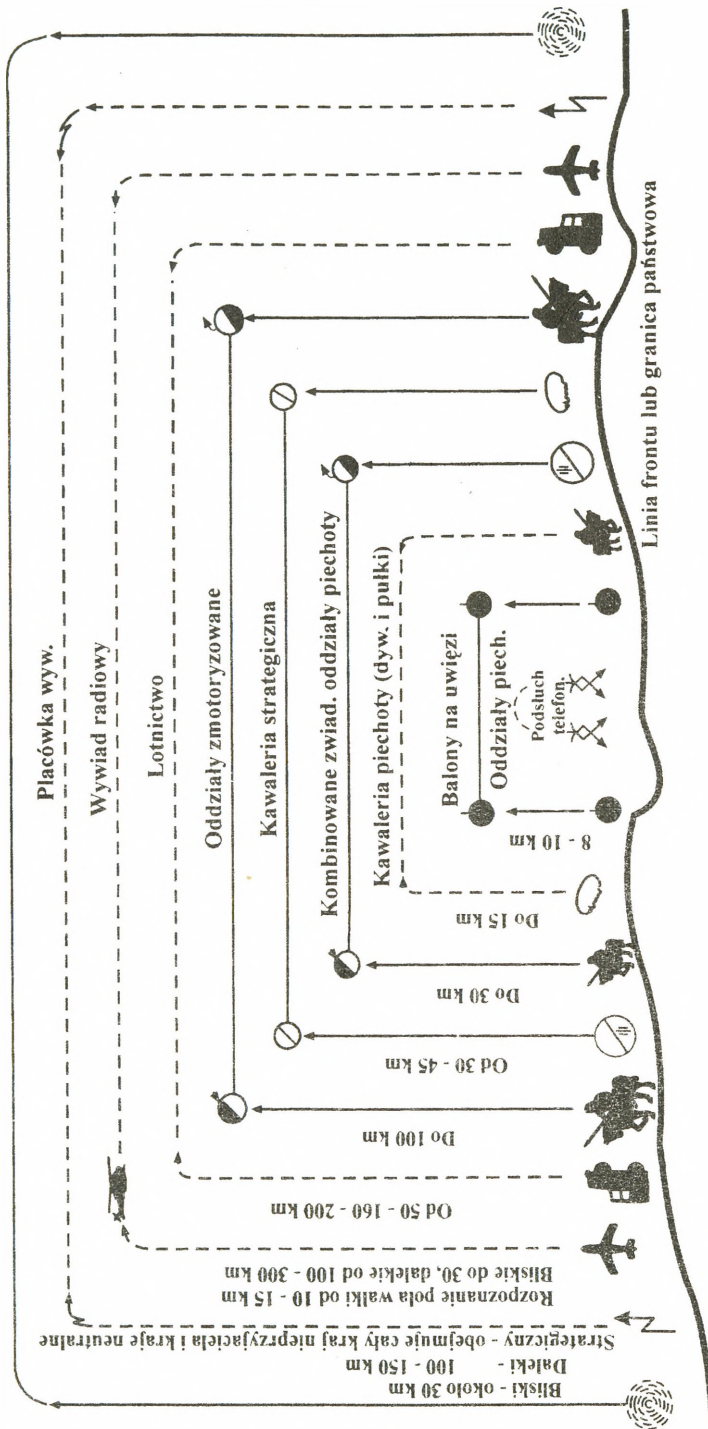 Placówka wyw.
Wywiad radiowy
Lotnictwo
Oddziały zmotoryzowane
Kawaleria strategiczna
Kombinowane zwiad. oddziały piechoty
Kawaleria piechoty (dyw. i pułki)
Balony na uwięzi
Oddziały piech.
Podsłuch
telefon.
8 - 10 km
Do 15 km
Do 30 km
Od 30 - 45 km
Do 100 km
Od 50 - 160 - 200 km
Rozpoznanie pola walki od 10 - 15 km
Bliskie do 30, dalekie od 100 - 300 km
Strategiczny - obejmuje cały kraj nieprzyjaciela i kraje neutralne
Daleki - 100 - 150 km
Bliski - około 30 km
Linia frontu lub granica państwowa